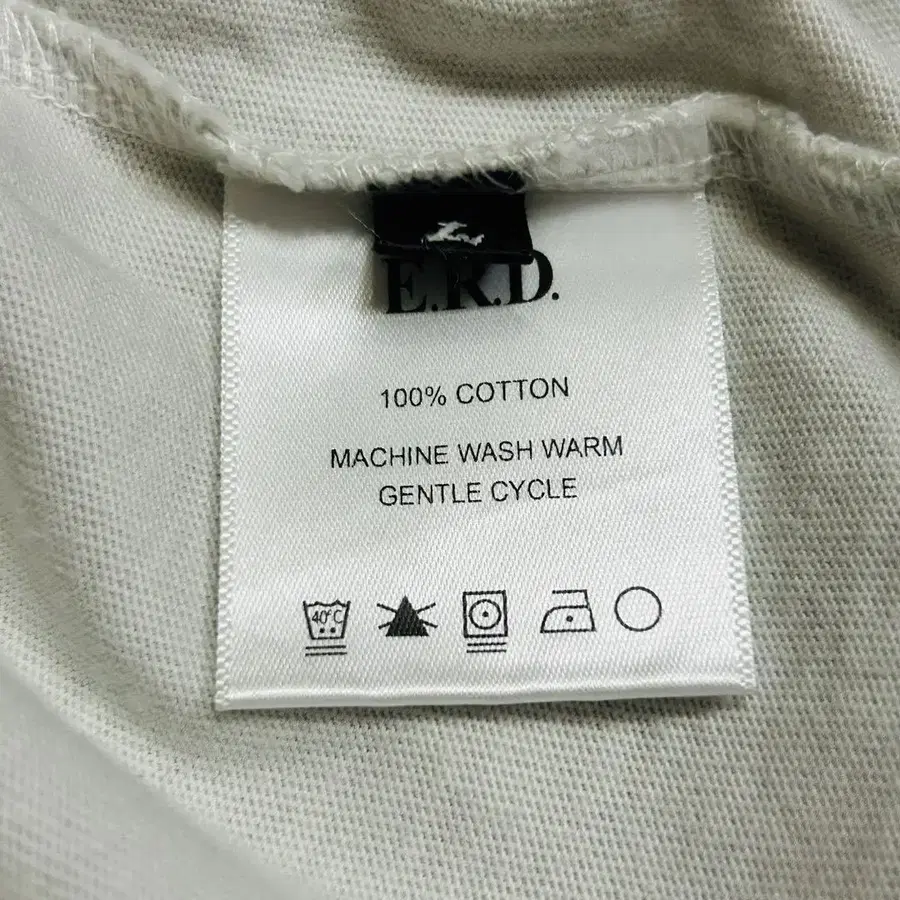 E.R.D.
100% COTTON
MACHINE WASH WARM
GENTLE CYCLE
40°C